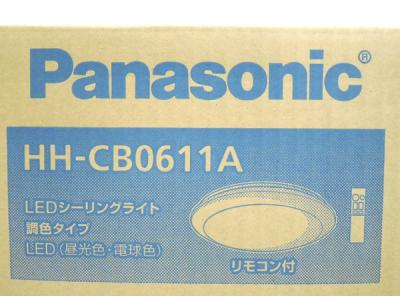 Panasonic®
HH-CB0611A
LEDシーリングライト
調色タイプ
LED(昼光色・電球色)
リモコン付